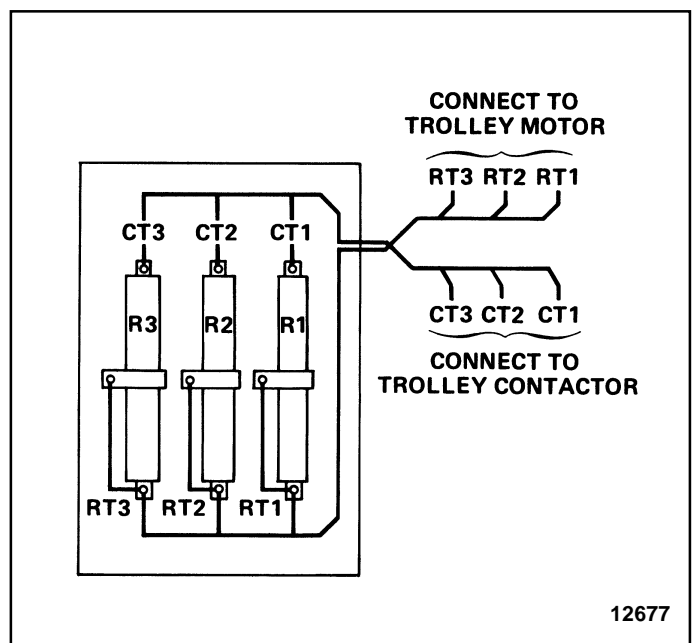 CONNECT TO
TROLLEY MOTOR
RT3 RT2 RT1
CT3 CT2 CT1
R3 R2 R1
CT3 CT2 CT1
CONNECT TO
TROLLEY CONTACTOR
RT3 RT2 RT1
12677